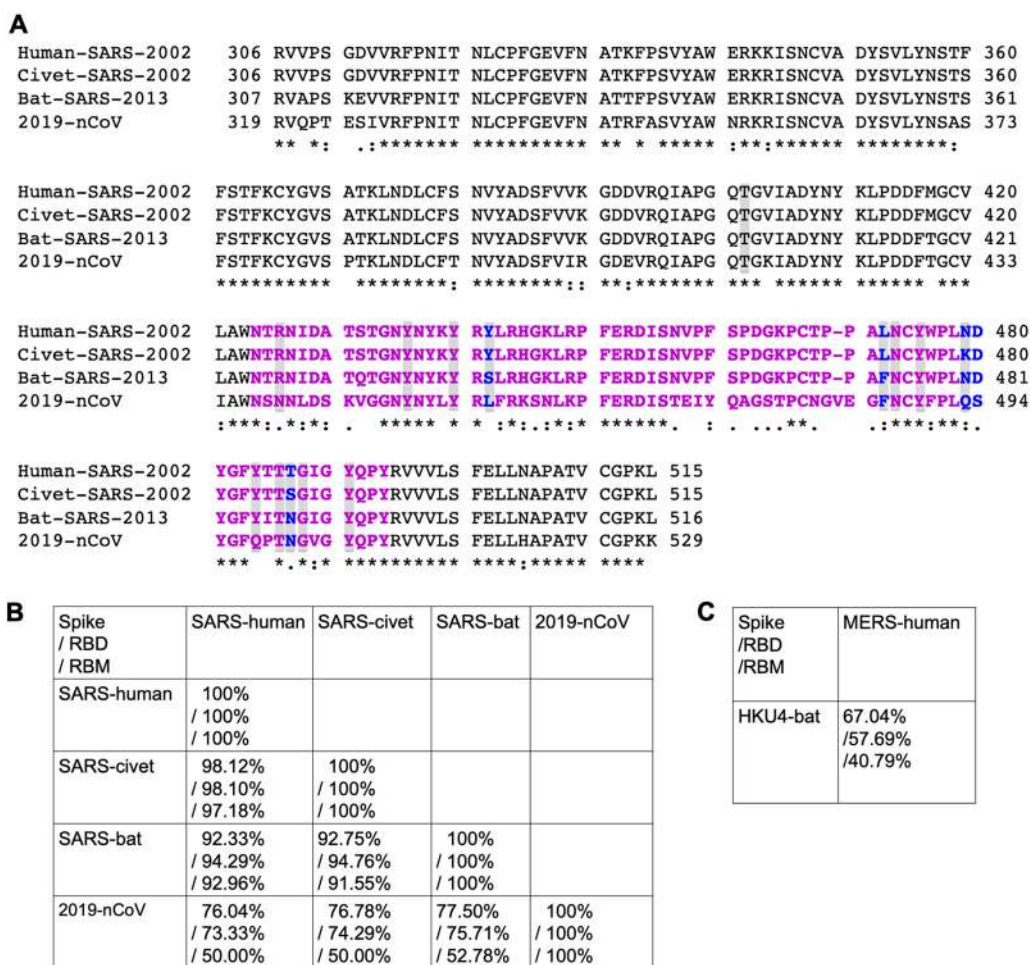 A
Human-SARS-2002 306 RVVPS GDVVRFPNIT NLCPFGEVFN ATKFPSVYAW ERKKISNCVA DYSVLYNSTF 360
Civet-SARS-2002 306 RVVPS GDVVRFPNIT NLCPFGEVFN ATKFPSVYAW ERKRISNCVA DYSVLYNSTS 360
Bat-SARS-2013 307 RVAPS KEVVRFPNIT NLCPFGEVFN ATTFPSVYAW ERKRISNCVA DYSVLYNSTS 361
2019-nCoV 319 RVQPT ESIVRFPNIT NLCPFGEVFN ATRFASVYAW NRKRISNCVA DYSVLYNSAS 373
** *: .:******** ********** ** * ***** :**:****** ********:
Human-SARS-2002 FSTFKCYGVS ATKLNDLCFS NVYADSFVVK GDDVRQIAPG QTGVIADYNY KLPDDFMGCV 420
Civet-SARS-2002 FSTFKCYGVS ATKLNDLCFS NVYADSFVVK GDDVRQIAPG QTGVIADYNY KLPDDFMGCV 420
Bat-SARS-2013 FSTFKCYGVS ATKLNDLCFS NVYADSFVVK GDDVRQIAPG QTGVIADYNY KLPDDFTGCV 421
2019-nCoV FSTFKCYGVS PTKLNDLCFT NVYADSFVIR GDEVRQIAPG QTGKIADYNY KLPDDFTGCV 433
********** ********: ********:: **:******* *** ****** ****** ***
Human-SARS-2002 LAWNTRNIDA TSTGNYNYKY RYLRHGKLRP FERDISNVPF SPDGKPCTP-P ALNCYWPLND 480
Civet-SARS-2002 LAWNTRNIDA TSTGNYNYKY RYLRHGKLRP FERDISNVPF SPDGKPCTP-P ALNCYWPLKD 480
Bat-SARS-2013 LAWNTRNIDA TQTGNYNYKY RSLRHGKLRP FERDISNVPF SPDGKPCTP-P AFNCYWPLND 481
2019-nCoV IAWNSNNLDS KVGGNYNYLY RLFRKSNLKP FERDISTEIY QAGSTPCNGVEG FNCYFPLQS 494
:***:.*:*: . ***** * * :*:.:*:* ******. : . ...**. .:***:**:.
Human-SARS-2002 YGFYTTTGIG YQPYRVVVLS FELLNAPATV CGPKL 515
Civet-SARS-2002 YGFYTTSGIG YQPYRVVVLS FELLNAPATV CGPKL 515
Bat-SARS-2013 YGFYITNGIG YQPYRVVVLS FELLNAPATV CGPKL 516
2019-nCoV YGFQPTNGVG YQPYRVVVLS FELLHAPATV CGPKK 529
*** *.*:* ********** ****:***** ****
B
Spike / RBD / RBM SARS-human SARS-civet SARS-bat 2019-nCoV
SARS-human 100%
/ 100%
/ 100%
SARS-civet 98.12% 100%
/ 98.10% / 100%
/ 97.18% / 100%
SARS-bat 92.33% 92.75% 100%
/ 94.29% / 94.76% / 100%
/ 92.96% / 91.55% / 100%
2019-nCoV 76.04% 76.78% 77.50% 100%
/ 73.33% / 74.29% / 75.71% / 100%
/ 50.00% / 50.00% / 52.78% / 100%
C
Spike /RBD /RBM MERS-human
HKU4-bat 67.04%
/57.69%
/40.79%